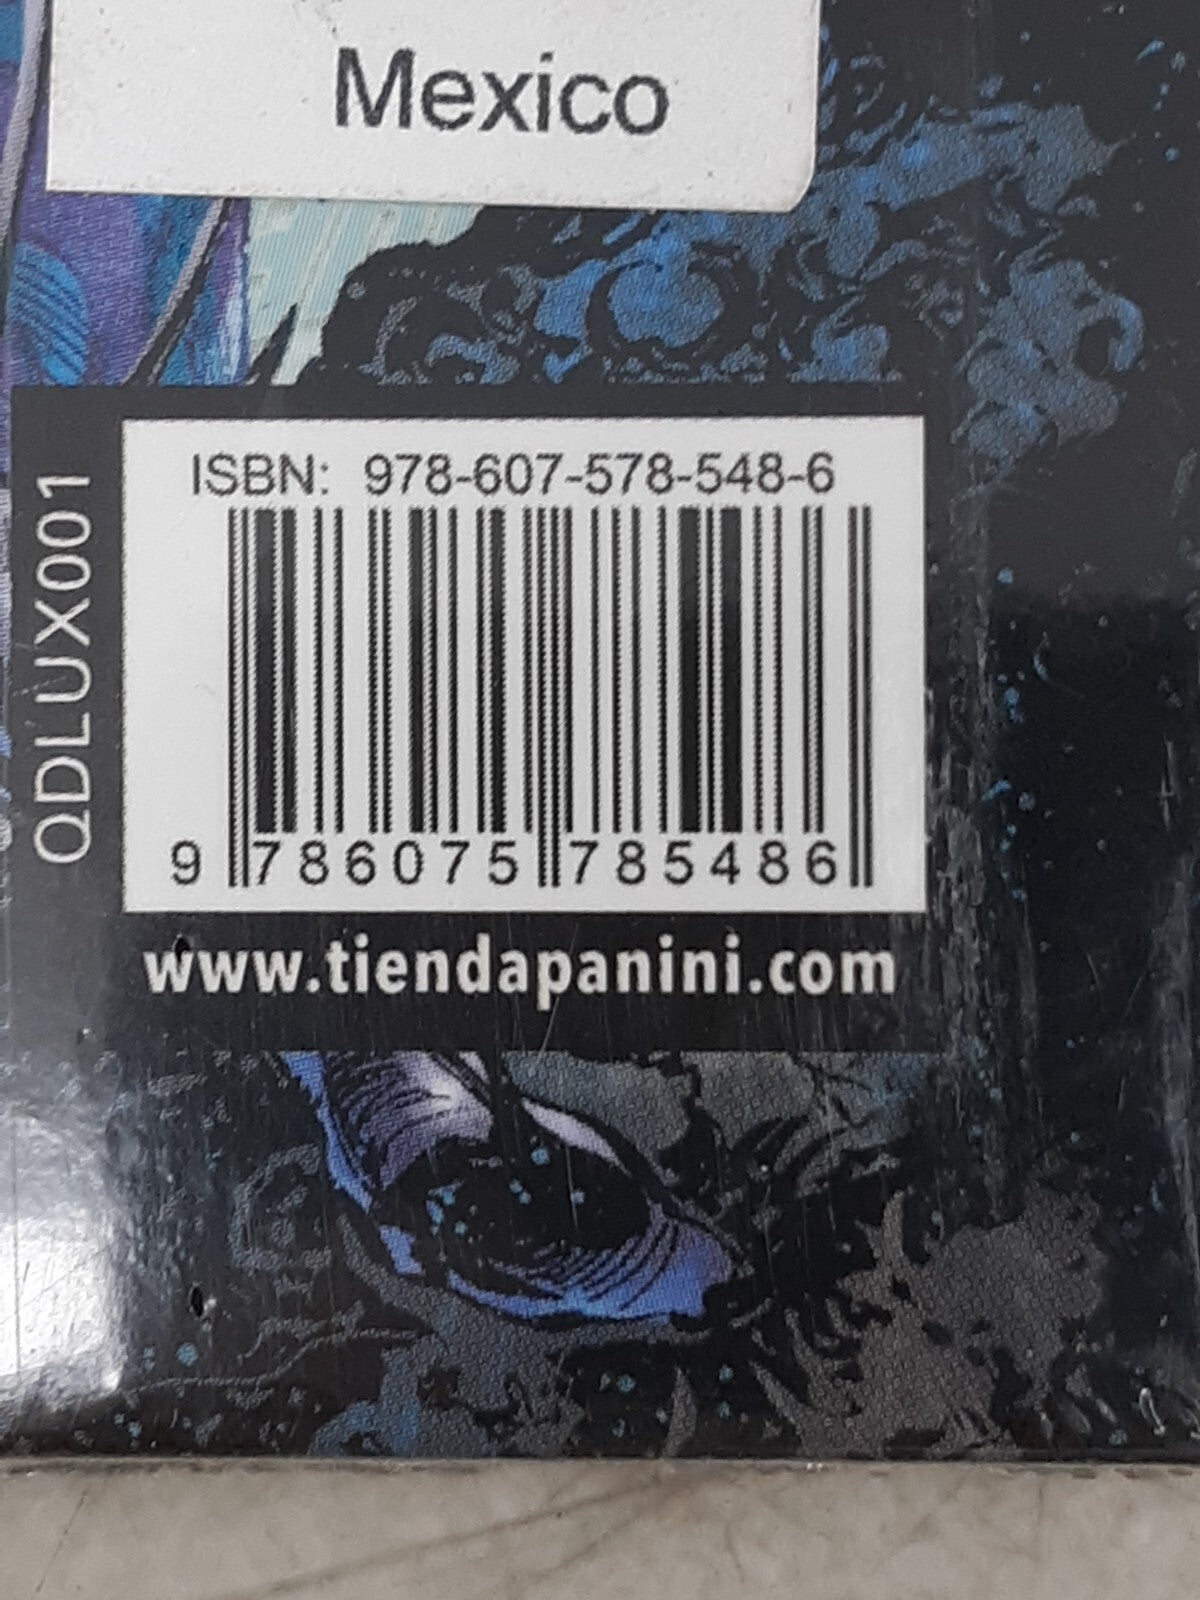 Mexico
ISBN: 978-607-578-548-6
QDLUX001
9 786075 785486
www.tiendapanini.com